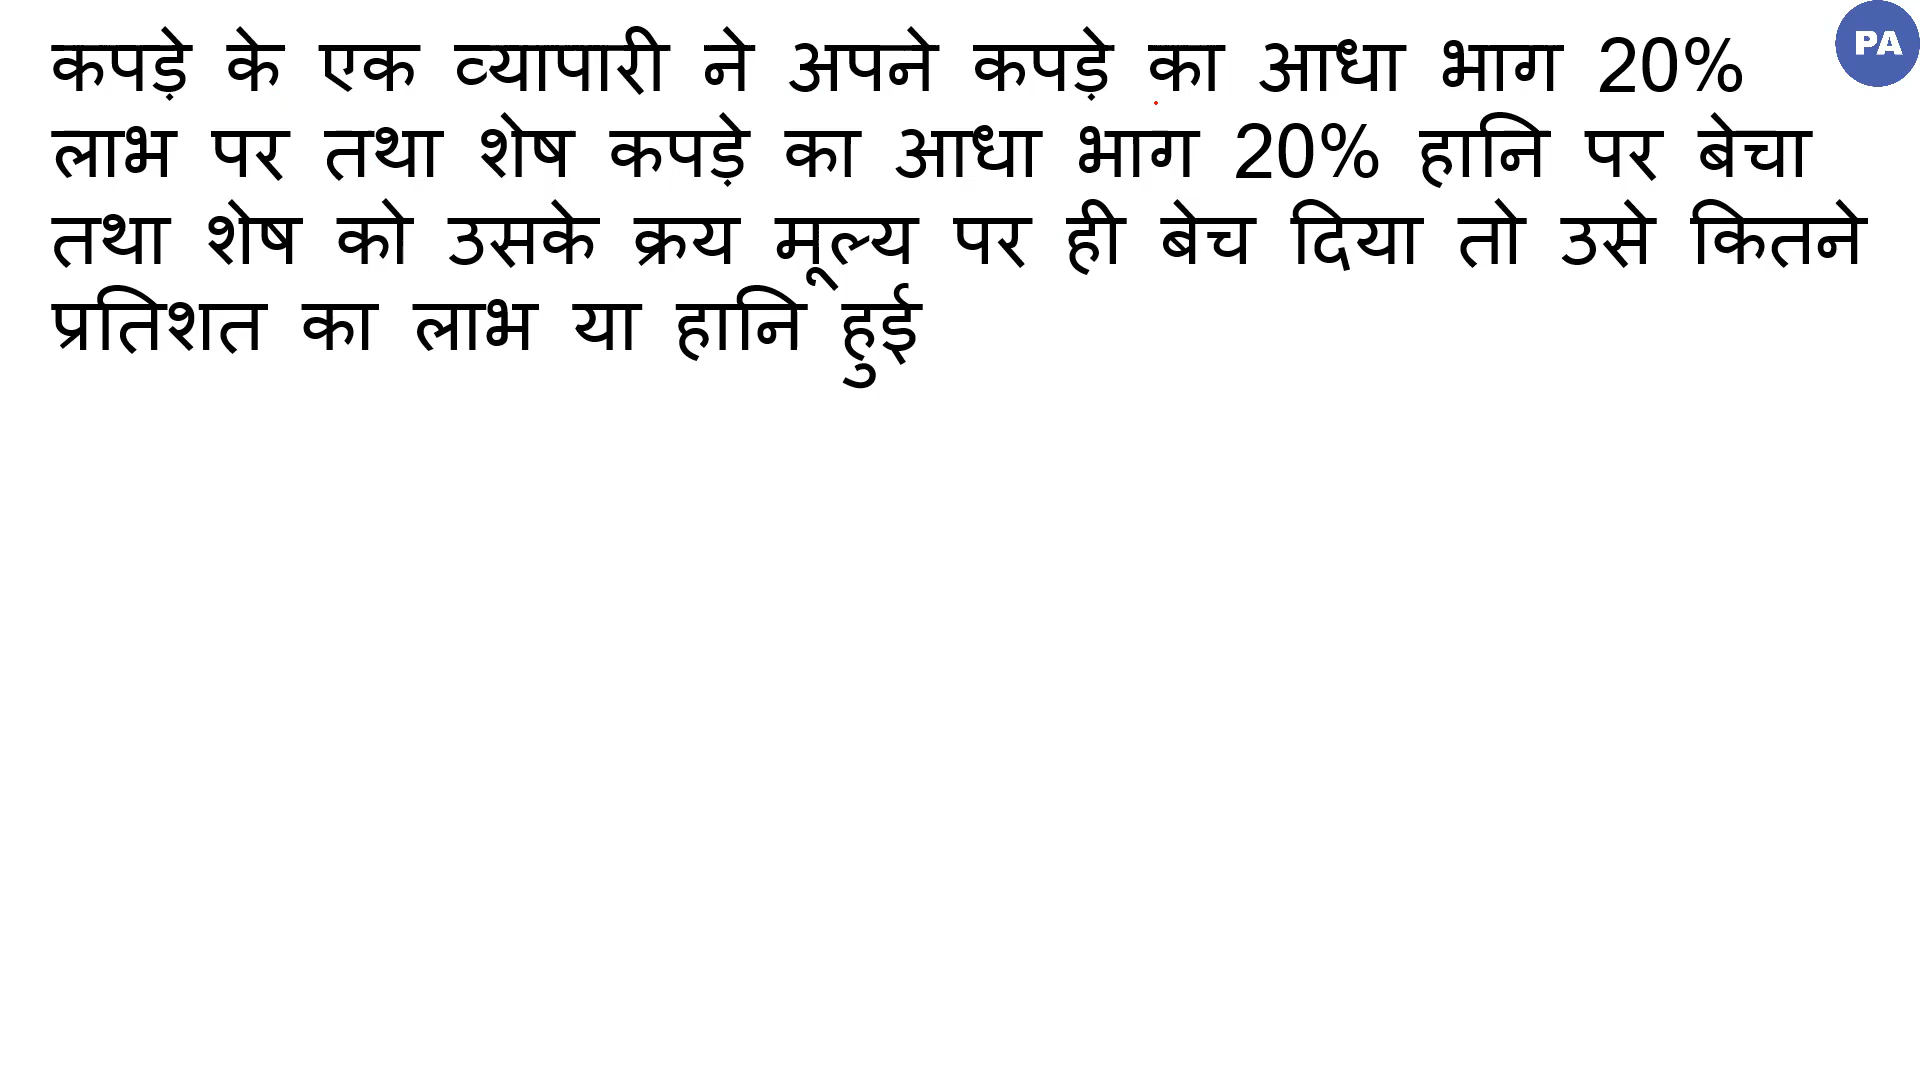 कपड़े के एक व्यापारी ने अपने कपड़े का आधा भाग 20%
लाभ पर तथा शेष कपड़े का आधा भाग 20% हानि पर बेचा
तथा शेष को उसके क्रय मूल्य पर ही बेच दिया तो उसे कितने
प्रतिशत का लाभ या हानि हुई
PA